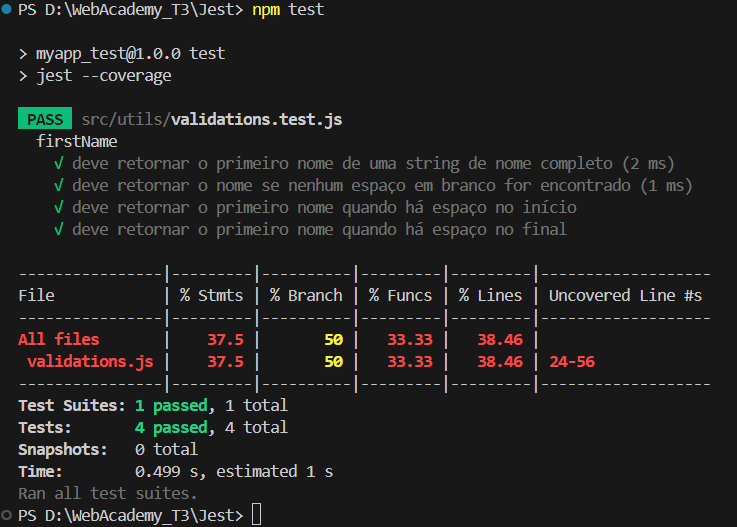 PS D:\WebAcademy_T3\Jest> npm test
> myapp_test@1.0.0 test
> jest --coverage
PASS src/utils/validations.test.js
firstName
√ deve retornar o primeiro nome de uma string de nome completo (2 ms)
√ deve retornar o nome se nenhum espaço em branco for encontrado (1 ms)
√ deve retornar o primeiro nome quando há espaço no início
√ deve retornar o primeiro nome quando há espaço no final
----------------|---------|----------|---------|---------|-------------------
File            | % Stmts | % Branch | % Funcs | % Lines | Uncovered Line #s
----------------|---------|----------|---------|---------|-------------------
All files       |    37.5 |       50 |   33.33 |   38.46 |
 validations.js |    37.5 |       50 |   33.33 |   38.46 | 24-56
----------------|---------|----------|---------|---------|-------------------
Test Suites: 1 passed, 1 total
Tests:       4 passed, 4 total
Snapshots:   0 total
Time:        0.499 s, estimated 1 s
Ran all test suites.
PS D:\WebAcademy_T3\Jest>